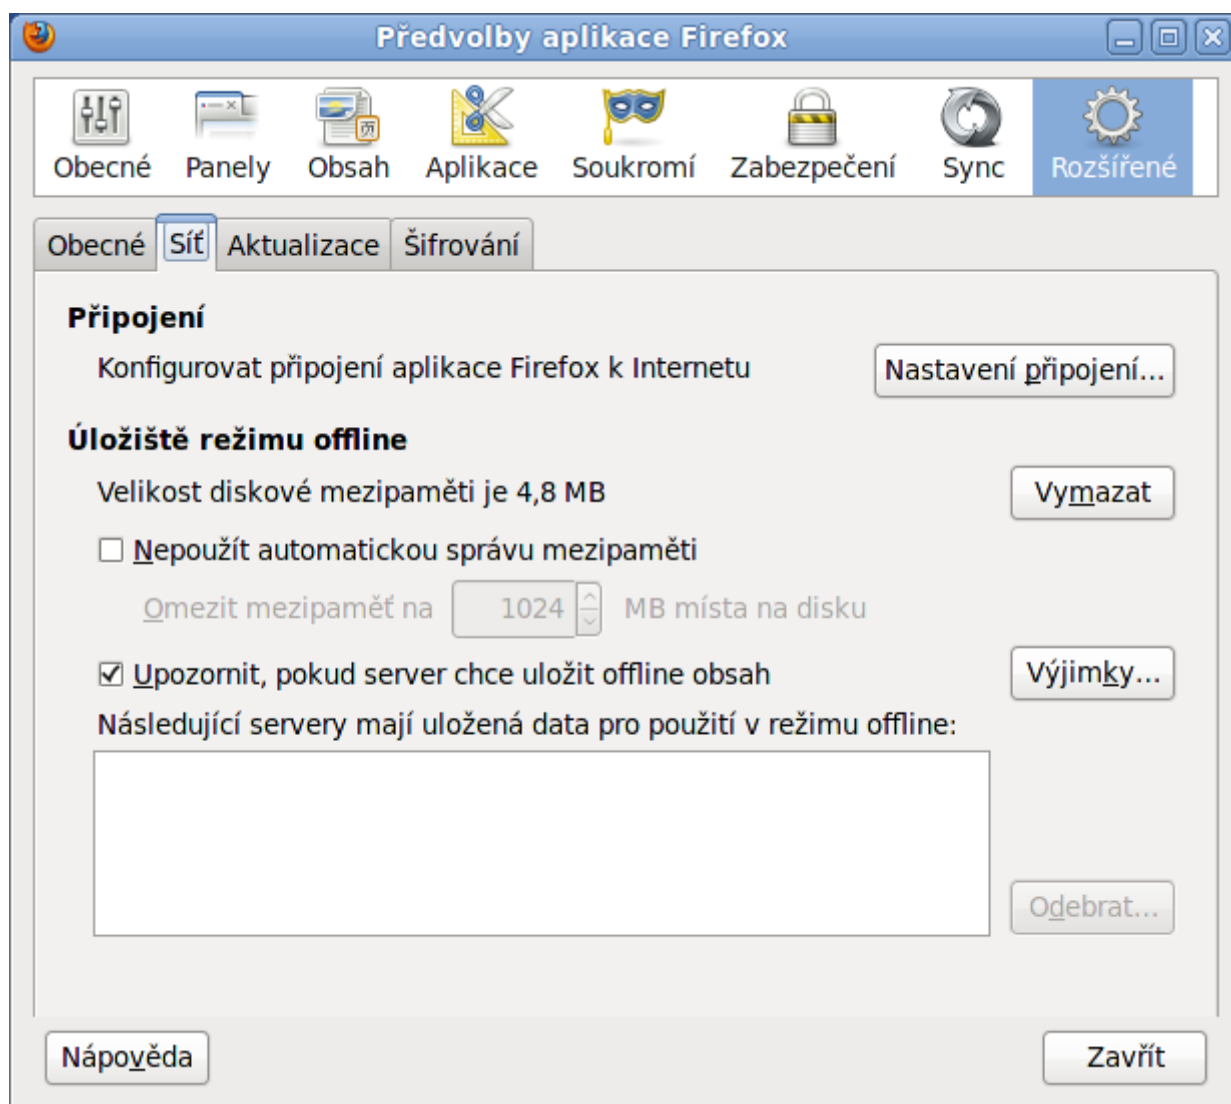 Předvolby aplikace Firefox
Obecné Panely Obsah Aplikace Soukromí Zabezpečení Sync Rozšířené
Obecné Síť Aktualizace Šifrování
Připojení
Konfigurovat připojení aplikace Firefox k Internetu Nastavení připojení...
Úložiště režimu offline
Velikost diskové mezipaměti je 4,8 MB Vymazat
Nepoužít automatickou správu mezipaměti
Omezit mezipaměť na 1024 MB místa na disku
Upozornit, pokud server chce uložit offline obsah Výjimky...
Následující servery mají uložená data pro použití v režimu offline:
Odebrat...
Nápověda Zavřít